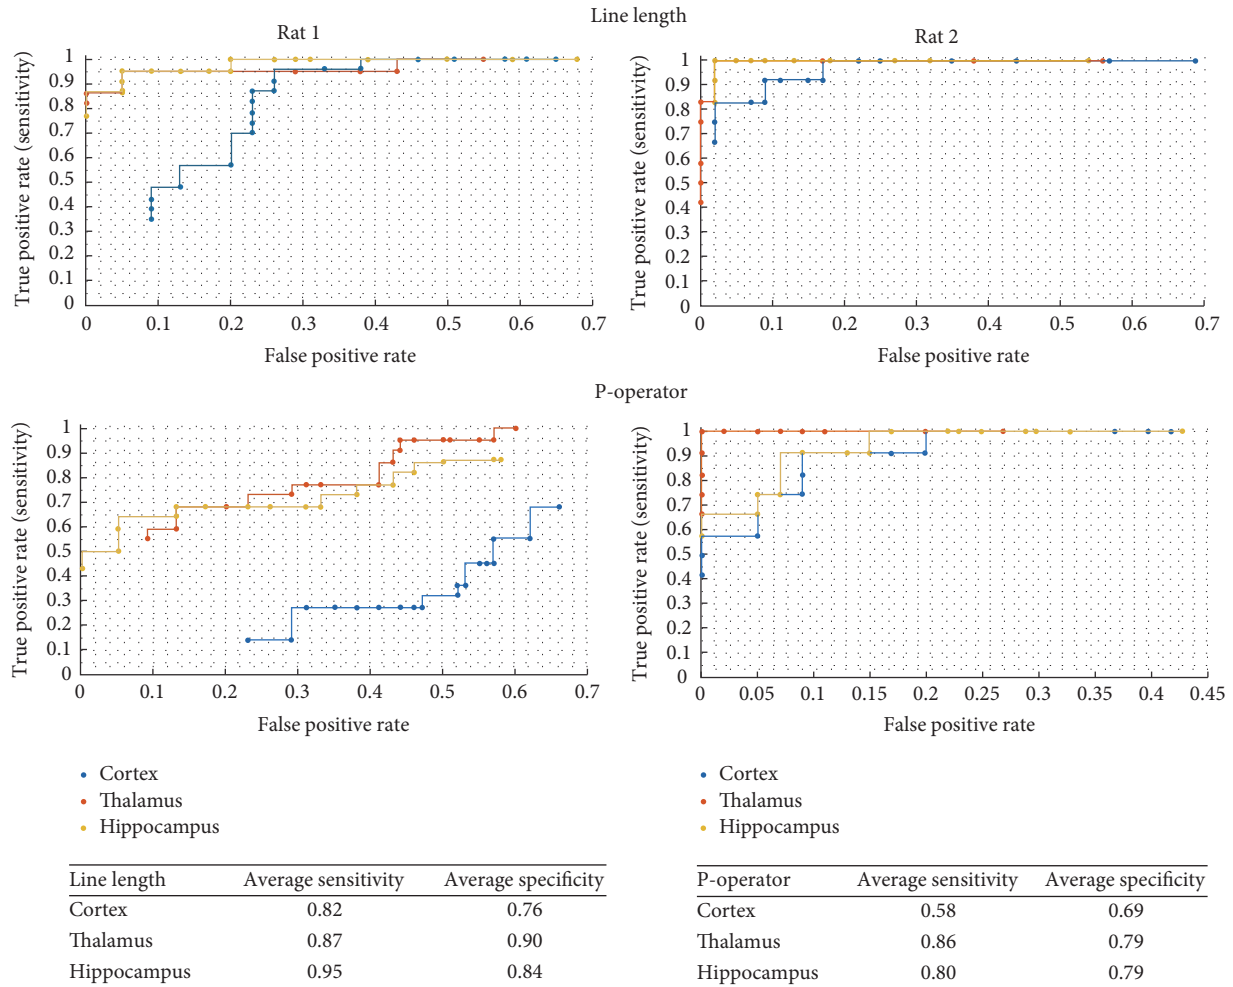 Line length
Rat 1
Rat 2
True positive rate (sensitivity)
1
0.9
0.8
0.7
0.6
0.5
0.4
0.3
0.2
0.1
0
0 0.1 0.2 0.3 0.4 0.5 0.6 0.7
False positive rate
True positive rate (sensitivity)
1
0.9
0.8
0.7
0.6
0.5
0.4
0.3
0.2
0.1
0
0 0.1 0.2 0.3 0.4 0.5 0.6 0.7
False positive rate
P-operator
True positive rate (sensitivity)
1
0.9
0.8
0.7
0.6
0.5
0.4
0.3
0.2
0.1
0
0 0.1 0.2 0.3 0.4 0.5 0.6 0.7
False positive rate
True positive rate (sensitivity)
1
0.9
0.8
0.7
0.6
0.5
0.4
0.3
0.2
0.1
0
0 0.05 0.1 0.15 0.2 0.25 0.3 0.35 0.4 0.45
False positive rate
Cortex
Thalamus
Hippocampus
Cortex
Thalamus
Hippocampus
Line length Average sensitivity Average specificity
Cortex 0.82 0.76
Thalamus 0.87 0.90
Hippocampus 0.95 0.84
P-operator Average sensitivity Average specificity
Cortex 0.58 0.69
Thalamus 0.86 0.79
Hippocampus 0.80 0.79